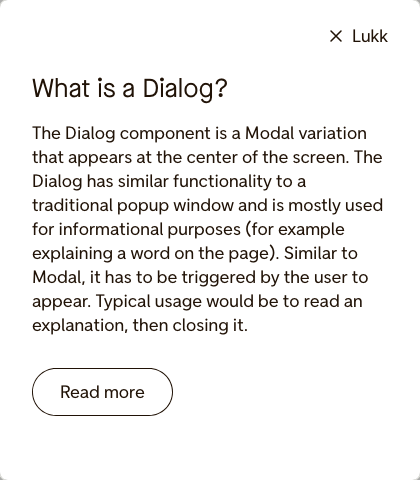 Lukk
What is a Dialog?
The Dialog component is a Modal variation
that appears at the center of the screen. The
Dialog has similar functionality to a
traditional popup window and is mostly used
for informational purposes (for example
explaining a word on the page). Similar to
Modal, it has to be triggered by the user to
appear. Typical usage would be to read an
explanation, then closing it.
Read more